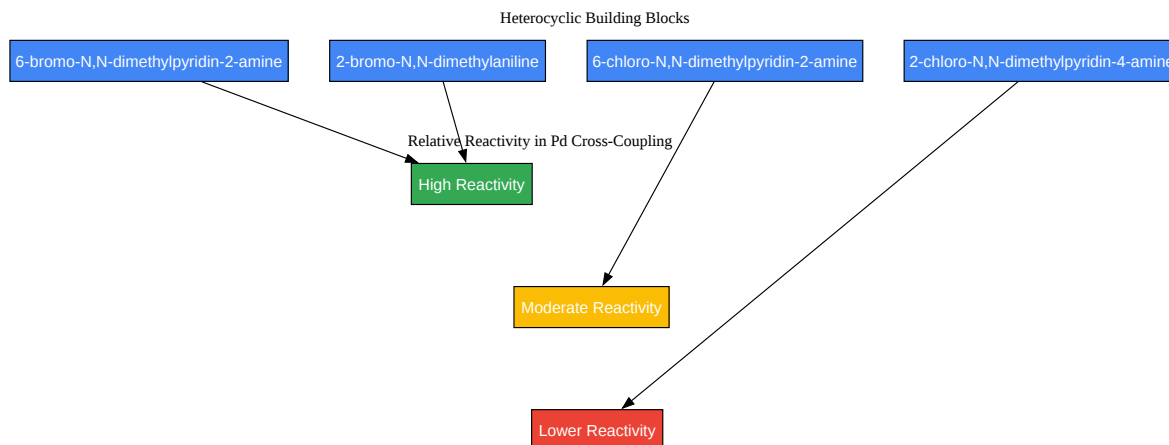 Heterocyclic Building Blocks
6-bromo-N,N-dimethylpyridin-2-amine
2-bromo-N,N-dimethylaniline
6-chloro-N,N-dimethylpyridin-2-amine
2-chloro-N,N-dimethylpyridin-4-amine
Relative Reactivity in Pd Cross-Coupling
High Reactivity
Moderate Reactivity
Lower Reactivity